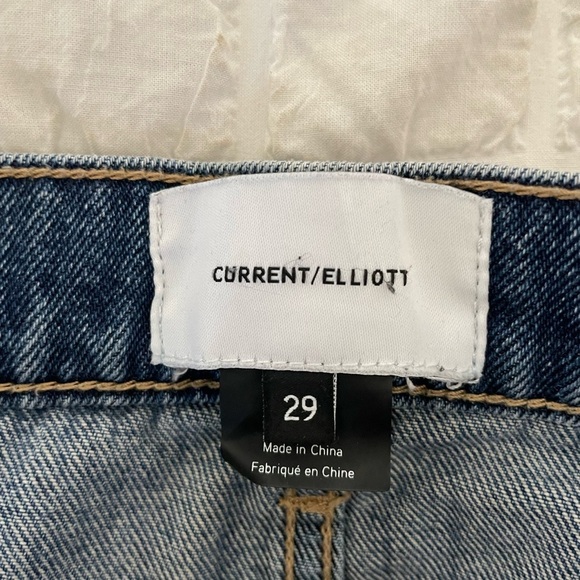 CURRENT/ELLIOTT
29
Made in China
Fabriqué en Chine